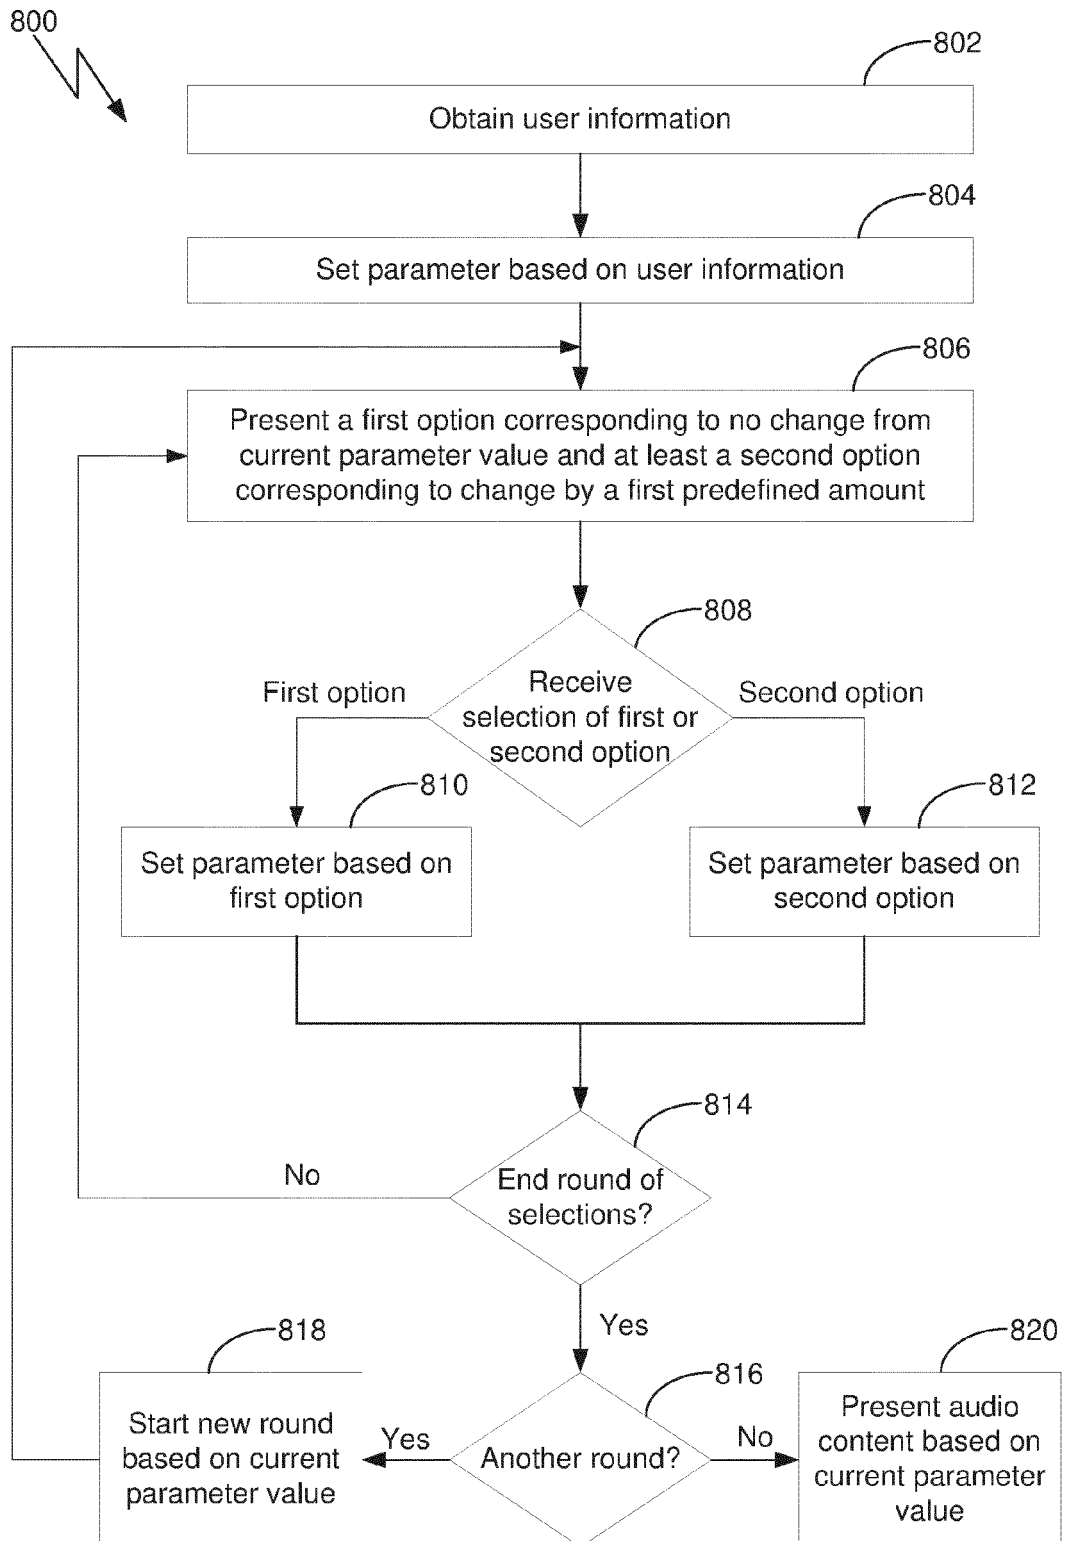 800
802
Obtain user information
804
Set parameter based on user information
806
Present a first option corresponding to no change from
current parameter value and at least a second option
corresponding to change by a first predefined amount
808
First option
Receive
selection of first or
second option
Second option
810
Set parameter based on
first option
812
Set parameter based on
second option
814
No
End round of
selections?
Yes
818
Start new round
based on current
parameter value
Yes
816
Another round?
No
820
Present audio
content based on
current parameter
value